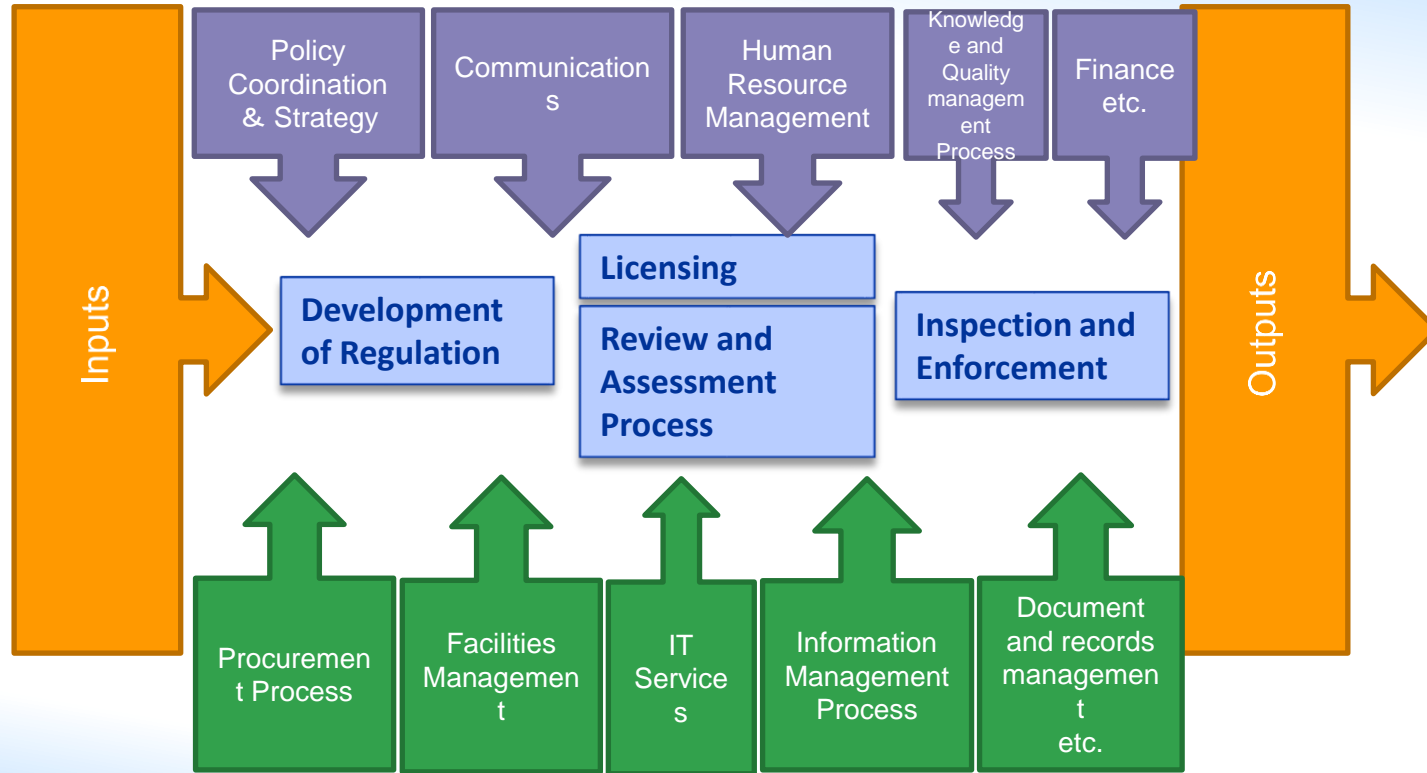 Policy
Coordination
& Strategy
Communication
s
Human
Resource
Management
Knowledg
e and
Quality
managem
ent
Process
Finance
etc.
Inputs
Development
of Regulation
Licensing
Review and
Assessment
Process
Inspection and
Enforcement
Outputs
Procuremen
t Process
Facilities
Managemen
t
IT
Service
s
Information
Management
Process
Document
and records
managemen
t
etc.